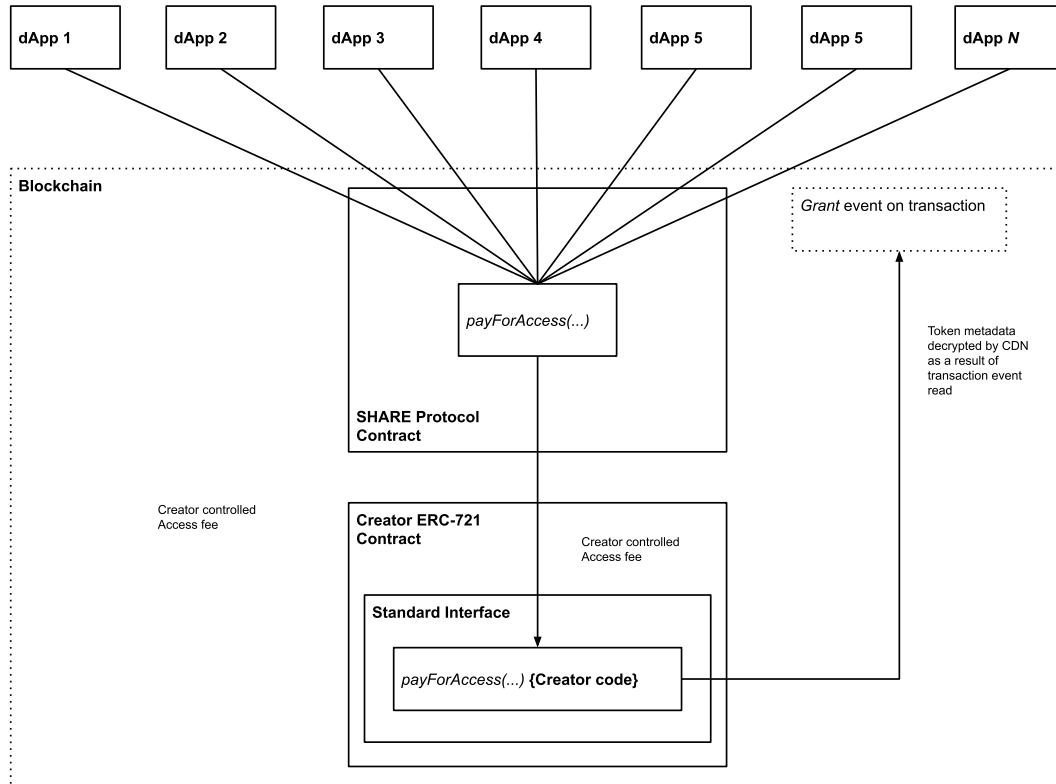 dApp 1
dApp 2
dApp 3
dApp 4
dApp 5
dApp 5
dApp N
Blockchain
Grant event on transaction
payForAccess(...)
Token metadata
decrypted by CDN
as a result of
transaction event
read
SHARE Protocol
Contract
Creator controlled
Access fee
Creator ERC-721
Contract
Creator controlled
Access fee
Standard Interface
payForAccess(...) {Creator code}